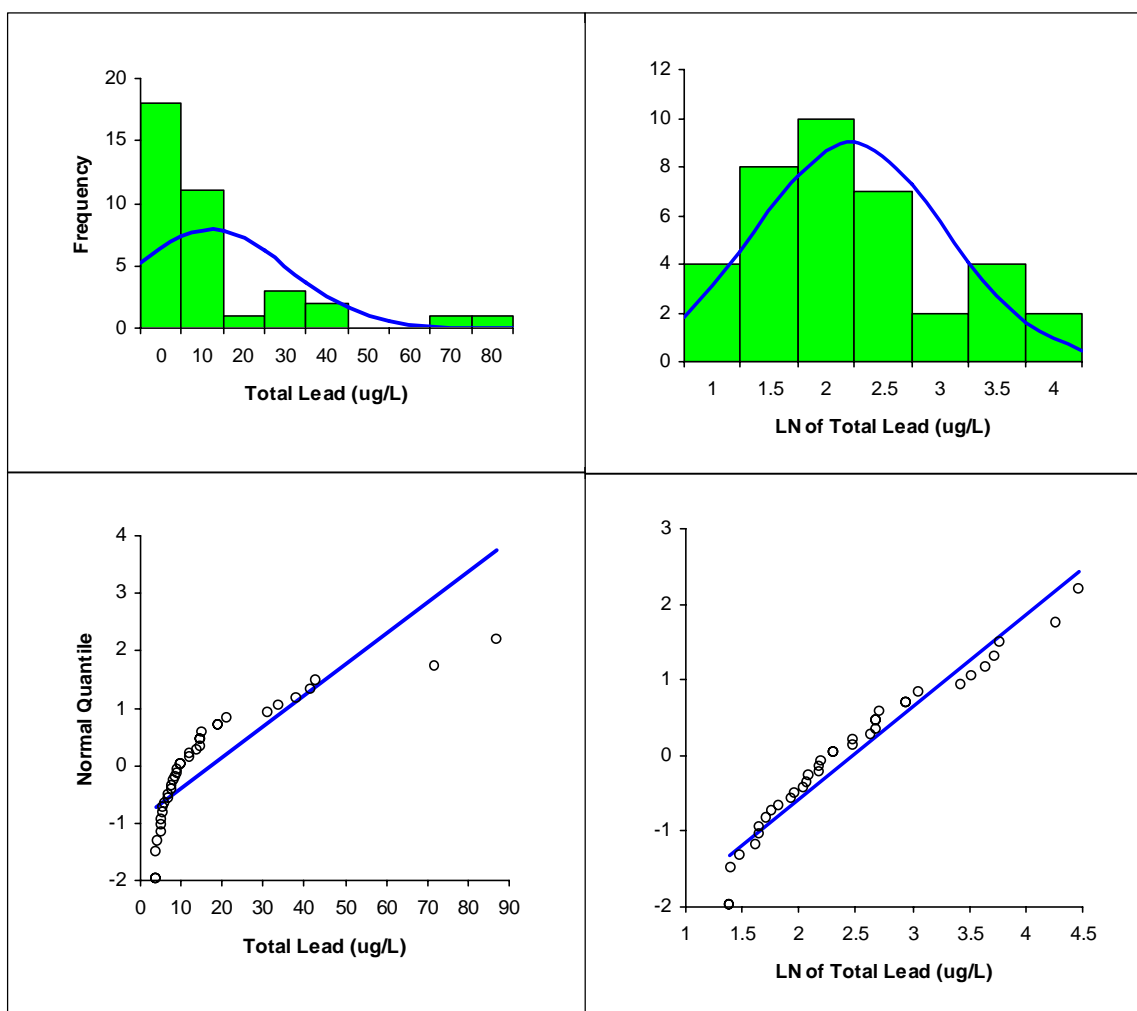 20
15
10
5
0
Frequency
0 10 20 30 40 50 60 70 80
Total Lead (ug/L)
12
10
8
6
4
2
0
1 1.5 2 2.5 3 3.5 4
LN of Total Lead (ug/L)
4
3
2
1
0
-1
-2
Normal Quantile
0 10 20 30 40 50 60 70 80 90
Total Lead (ug/L)
3
2
1
0
-1
-2
1 1.5 2 2.5 3 3.5 4 4.5
LN of Total Lead (ug/L)